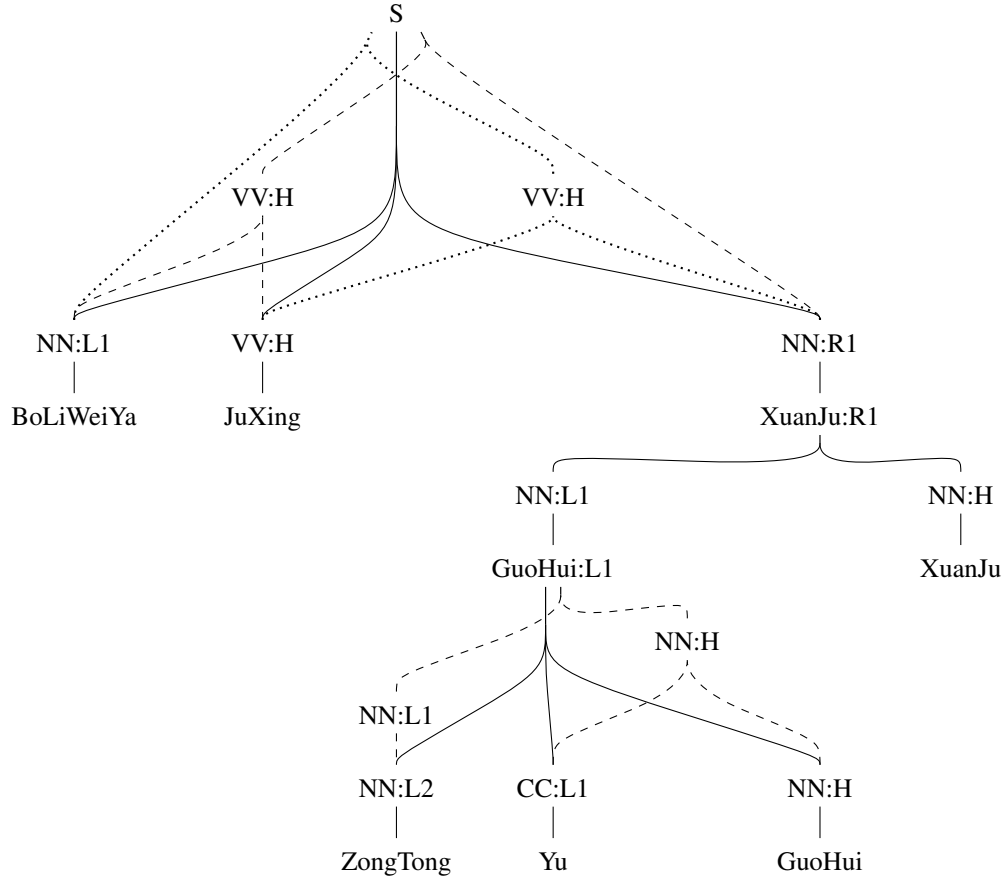 S
VV:H VV:H
NN:L1 VV:H NN:R1
BoLiWeiYa JuXing XuanJu:R1
NN:L1 NN:H
GuoHui:L1 XuanJu
NN:H
NN:L1
NN:L2 CC:L1 NN:H
ZongTong Yu GuoHui